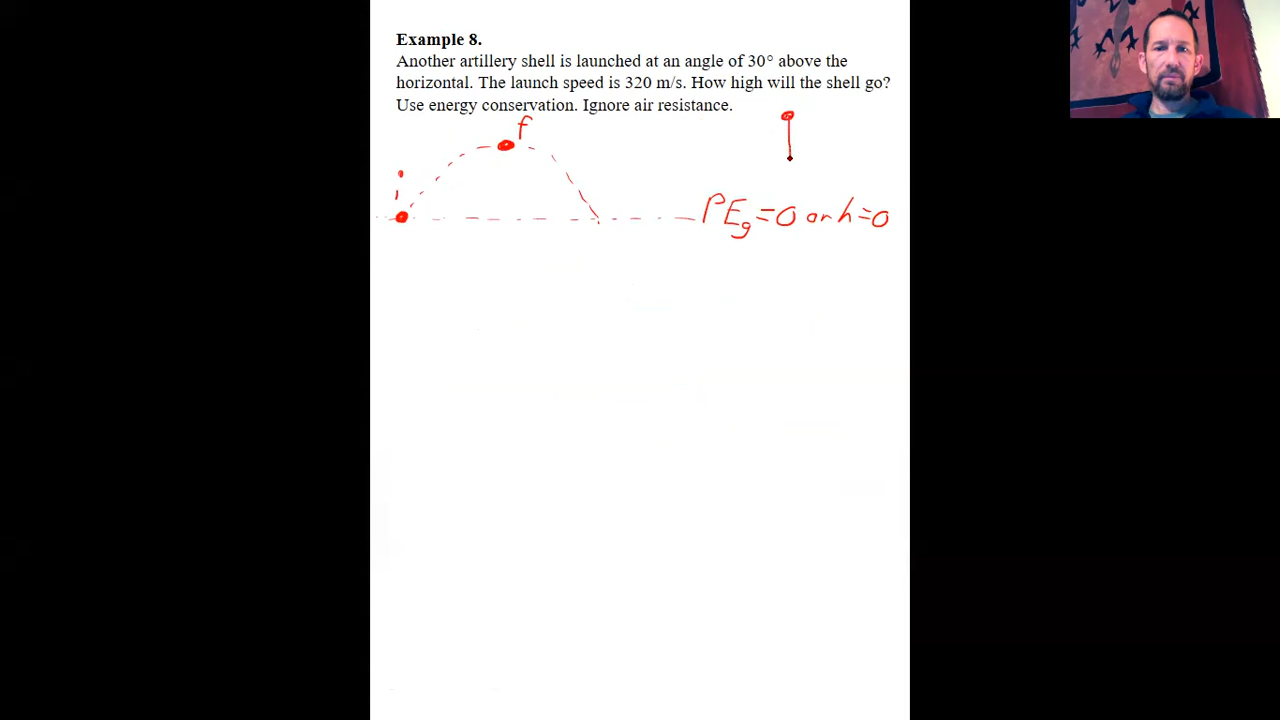 Example 8.
Another artillery shell is launched at an angle of 30° above the
horizontal. The launch speed is 320 m/s. How high will the shell go?
Use energy conservation. Ignore air resistance.
f
i
PEg=0 or h=0